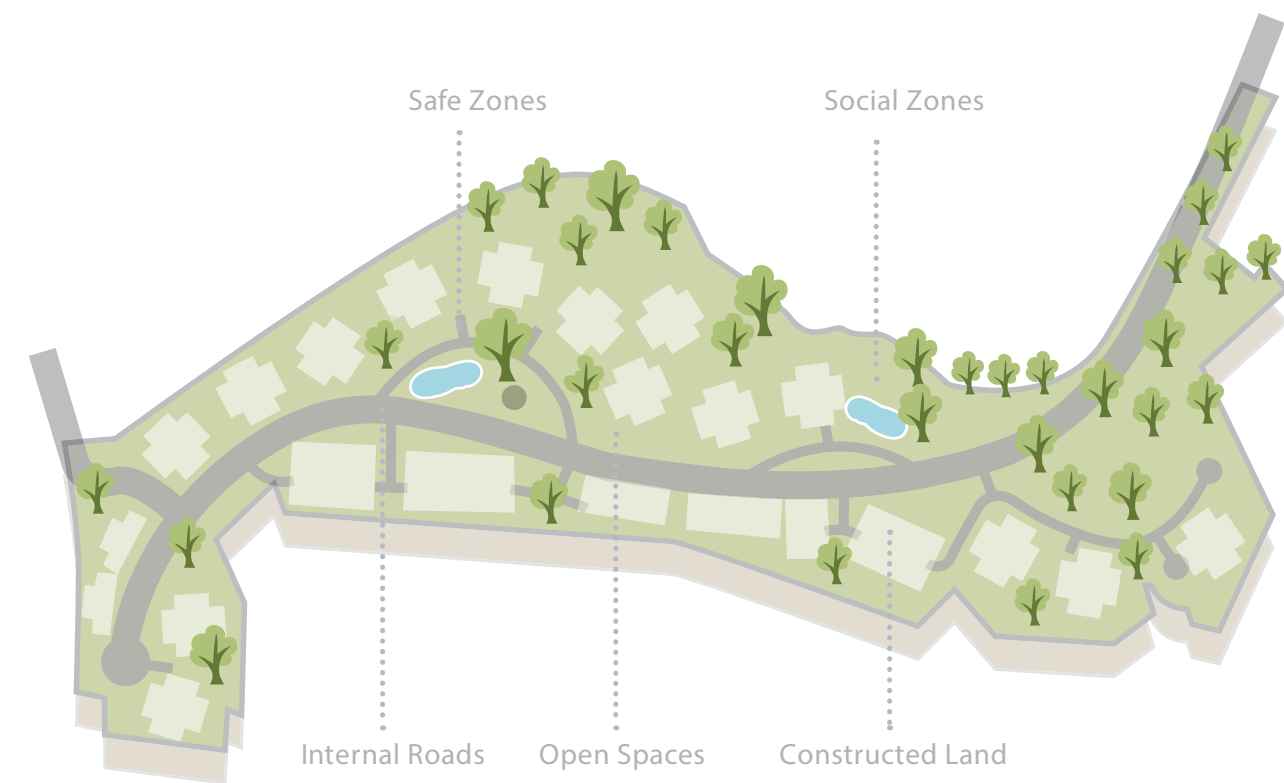 Safe Zones
Social Zones
Internal Roads
Open Spaces
Constructed Land